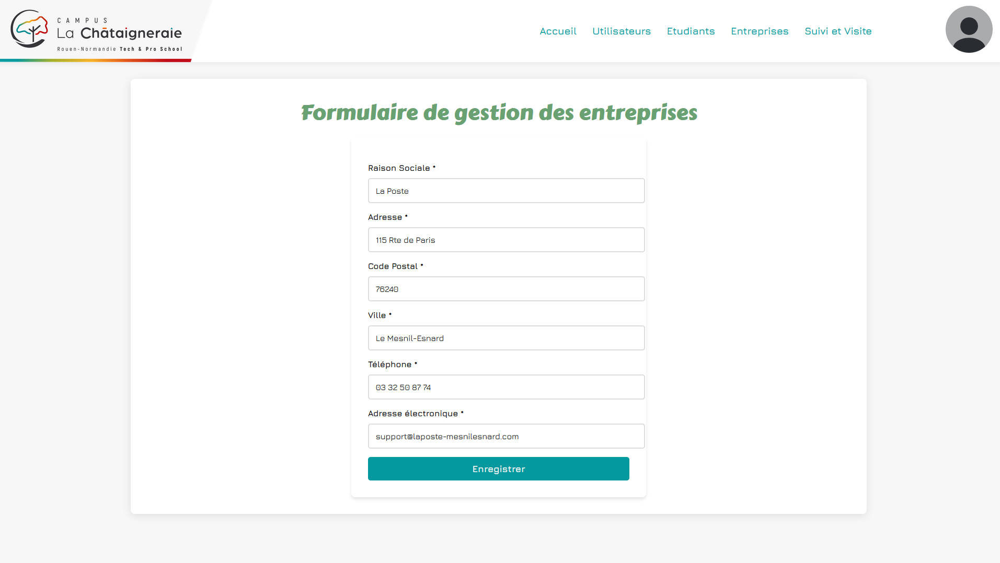 CAMPUS
La Châtaigneraie
Rouen-Normandie Tech & Pro School
Accueil
Utilisateurs
Etudiants
Entreprises
Suivi et Visite
Formulaire de gestion des entreprises
Raison Sociale *
La Poste
Adresse *
115 Rte de Paris
Code Postal *
76240
Ville *
Le Mesnil-Esnard
Téléphone *
03 32 50 87 74
Adresse électronique *
support@laposte-mesnilesnard.com
Enregistrer